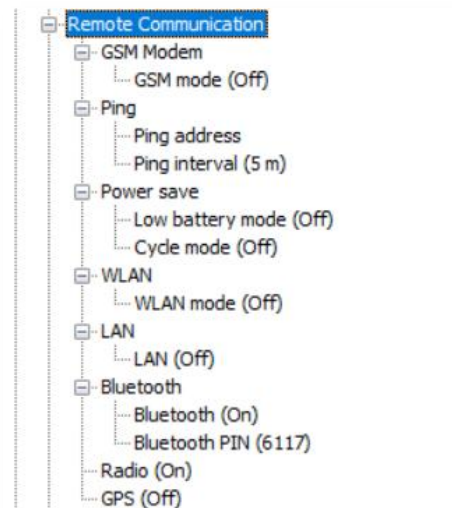 Remote Communication
GSM Modem
GSM mode (Off)
Ping
Ping address
Ping interval (5 m)
Power save
Low battery mode (Off)
Cycle mode (Off)
WLAN
WLAN mode (Off)
LAN
LAN (Off)
Bluetooth
Bluetooth (On)
Bluetooth PIN (6117)
Radio (On)
GPS (Off)